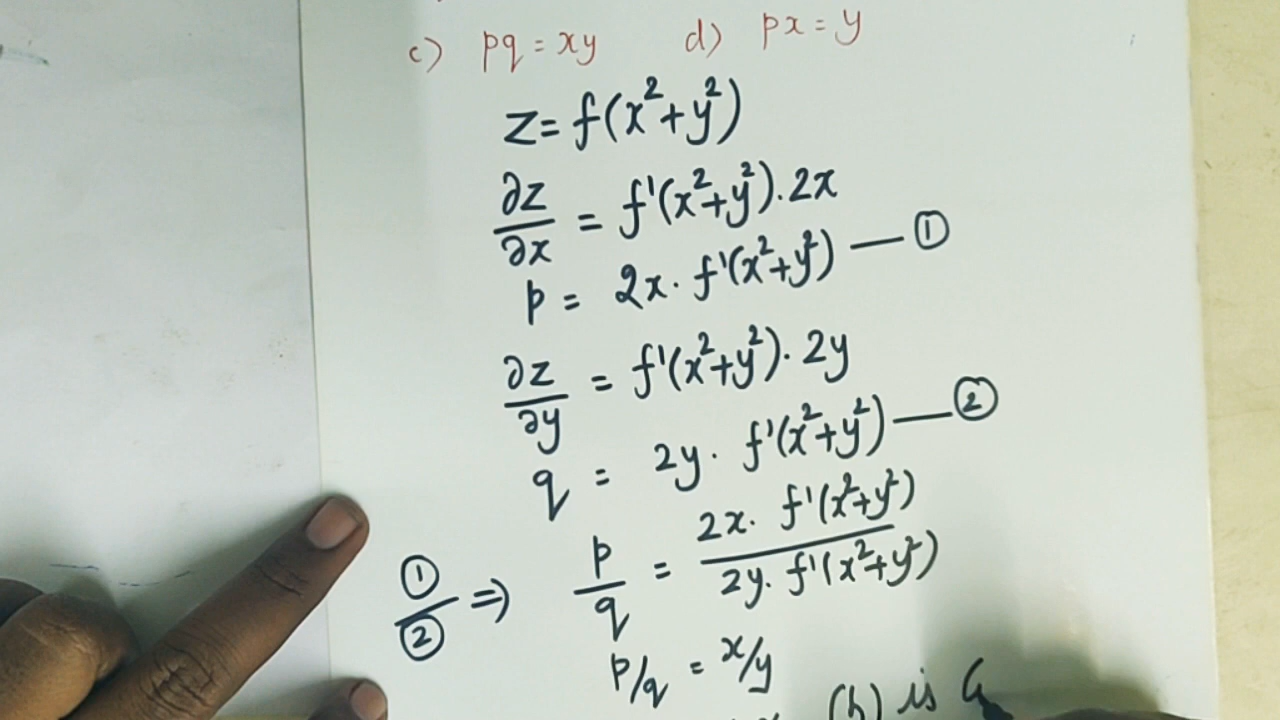 c) pq = xy d) px = y
z = f(x²+y²)
∂z/∂x = f'(x²+y²).2x
p = 2x. f'(x²+y²) — ①
∂z/∂y = f'(x²+y²). 2y
q = 2y. f'(x²+y²) — ②
①/② ⇒ p/q = 2x. f'(x²+y²) / 2y. f'(x²+y²)
p/q = x/y
(b) is